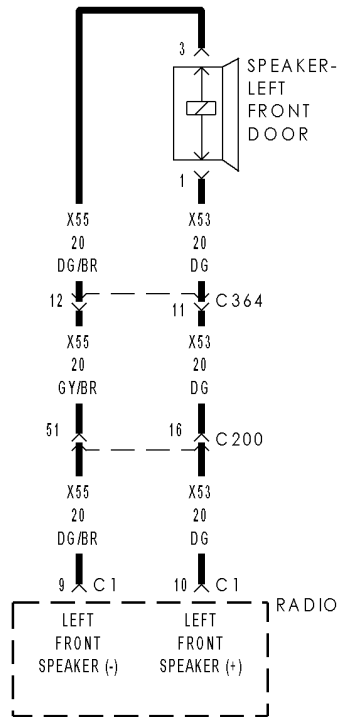 3
SPEAKER-
LEFT
FRONT
DOOR
1
X55 X53
20 20
DG/BR DG
12 11 C364
X55 X53
20 20
GY/BR DG
51 16 C200
X55 X53
20 20
DG/BR DG
9 C1 10 C1
RADIO
LEFT LEFT
FRONT FRONT
SPEAKER (-) SPEAKER (+)